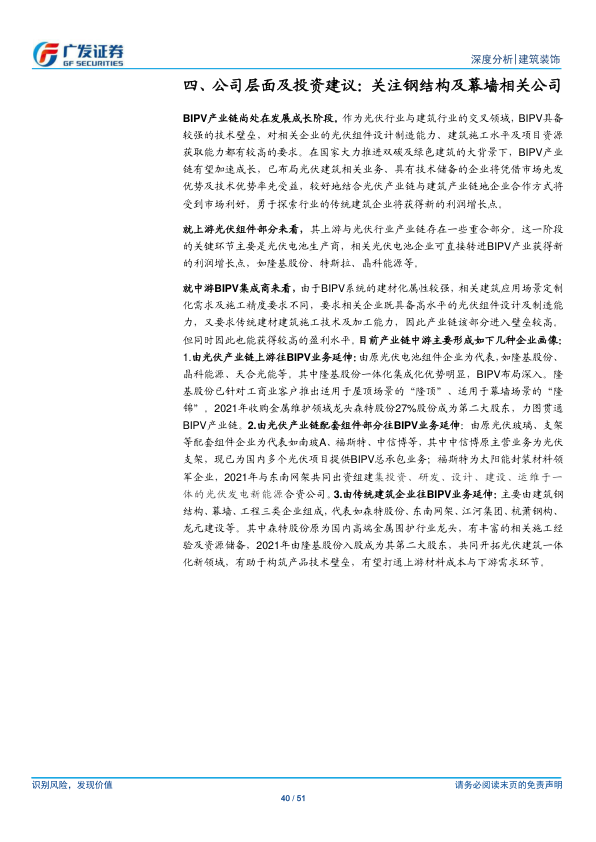 广发证券
GF SECURITIES
深度分析|建筑装饰
四、公司层面及投资建议：关注钢结构及幕墙相关公司
BIPV产业链尚处在发展成长阶段。作为光伏行业与建筑行业的交叉领域，BIPV具备
较强的技术壁垒，对相关企业的光伏组件设计制造能力、建筑施工水平及项目资源
获取能力都有较高的要求。在国家大力推进双碳及绿色建筑的大背景下，BIPV产业
链有望加速成长，已布局光伏建筑相关业务、具有技术储备的企业将凭借市场先发
优势及技术优势率先受益，较好地结合光伏产业链与建筑产业链地企业合作方式将
受到市场利好，勇于探索行业的传统建筑企业将获得新的利润增长点。
就上游光伏组件部分来看，其上游与光伏行业产业链存在一些重合部分。这一阶段
的关键环节主要是光伏电池生产商，相关光伏电池企业可直接转进BIPV产业获得新
的利润增长点，如隆基股份、特斯拉、晶科能源等。
就中游BIPV集成商来看，由于BIPV系统的建材化属性较强，相关建筑应用场景定制
化需求及施工精度要求不同，要求相关企业既具备高水平的光伏组件设计及制造能
力，又要求传统建材建筑施工技术及加工能力，因此产业链该部分进入壁垒较高。
但同时因此也能获得较高的盈利水平。目前产业链中游主要形成如下几种企业画像：
1.由光伏产业链上游往BIPV业务延伸：由原光伏电池组件企业为代表，如隆基股份、
晶科能源、天合光能等。其中隆基股份一体化集成化优势明显，BIPV布局深入。隆
基股份已针对工商业客户推出适用于屋顶场景的“隆顶”、适用于幕墙场景的“隆
锦”。2021年收购金属维护领域龙头森特股份27%股份成为第二大股东，力图贯通
BIPV产业链。2.由光伏产业链配套组件部分往BIPV业务延伸：由原光伏玻璃、支架
等配套组件企业为代表如南玻A、福斯特、中信博等，其中中信博原主营业务为光伏
支架，现已为国内多个光伏项目提供BIPV总承包业务；福斯特为太阳能封装材料领
军企业，2021年与东南网架共同出资组建集投资、研发、设计、建设、运维于一
体的光伏发电新能源合资公司。3.由传统建筑企业往BIPV业务延伸：主要由建筑钢
结构、幕墙、工程三类企业组成，代表如森特股份、东南网架、江河集团、杭萧钢构、
龙元建设等。其中森特股份原为国内高端金属围护行业龙头，有丰富的相关施工经
验及资源储备，2021年由隆基股份入股成为其第二大股东，共同开拓光伏建筑一体
化新领域，有助于构筑产品技术壁垒，有望打通上游材料成本与下游需求环节。
识别风险，发现价值
请务必阅读末页的免责声明
40 / 51